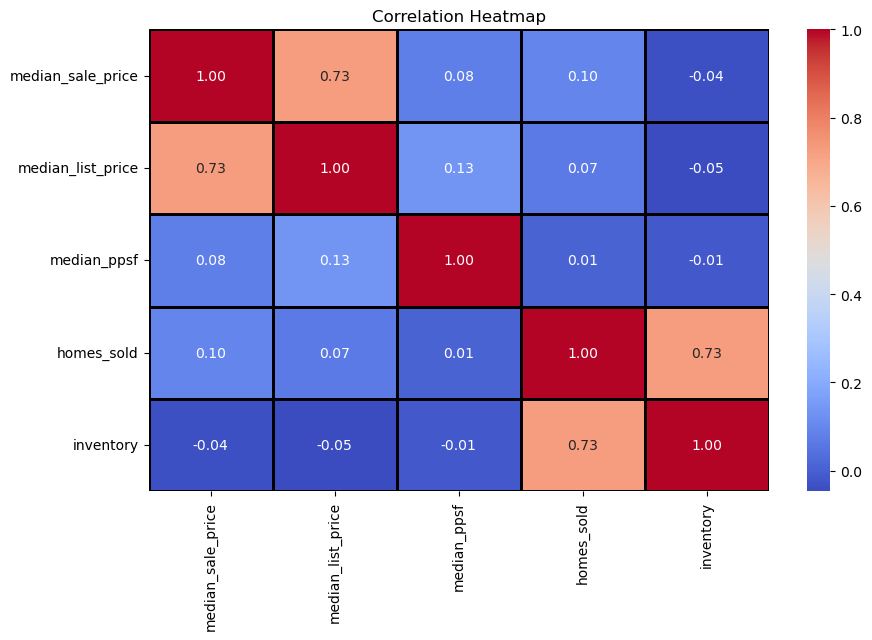 Correlation Heatmap
median_sale_price 1.00 0.73 0.08 0.10 -0.04
median_list_price 0.73 1.00 0.13 0.07 -0.05
median_ppsf 0.08 0.13 1.00 0.01 -0.01
homes_sold 0.10 0.07 0.01 1.00 0.73
inventory -0.04 -0.05 -0.01 0.73 1.00
median_sale_price
median_list_price
median_ppsf
homes_sold
inventory
1.0
0.8
0.6
0.4
0.2
0.0